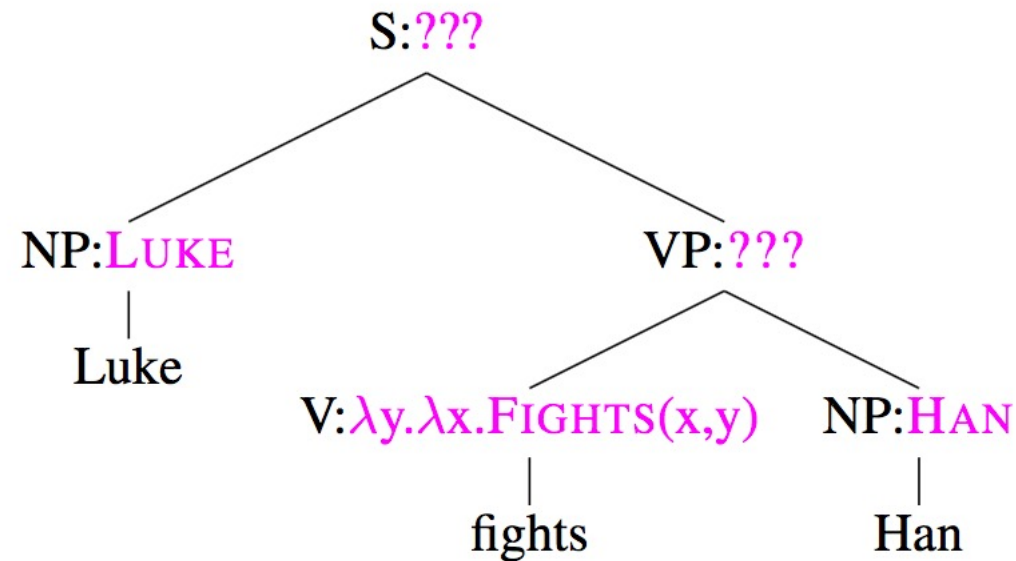 S:???
NP:LUKE VP:???
Luke
V:λy.λx.FIGHTS(x,y) NP:HAN
fights Han